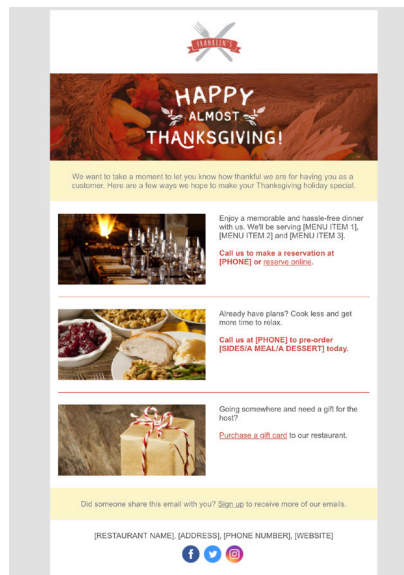 FRANKLIN'S
HAPPY
ALMOST
THANKSGIVING!
We want to take a moment to let you know how thankful we are for having you as a
customer. Here are a few ways we hope to make your Thanksgiving holiday special.
Enjoy a memorable and hassle-free dinner
with us. We'll be serving [MENU ITEM 1],
[MENU ITEM 2] and [MENU ITEM 3].
Call us to make a reservation at
[PHONE] or reserve online.
Already have plans? Cook less and get
more time to relax.
Call us at [PHONE] to pre-order
[SIDES/A MEAL/A DESSERT] today.
Going somewhere and need a gift for the
host?
Purchase a gift card to our restaurant.
Did someone share this email with you? Sign up to receive more of our emails.
[RESTAURANT NAME], [ADDRESS], [PHONE NUMBER], [WEBSITE]